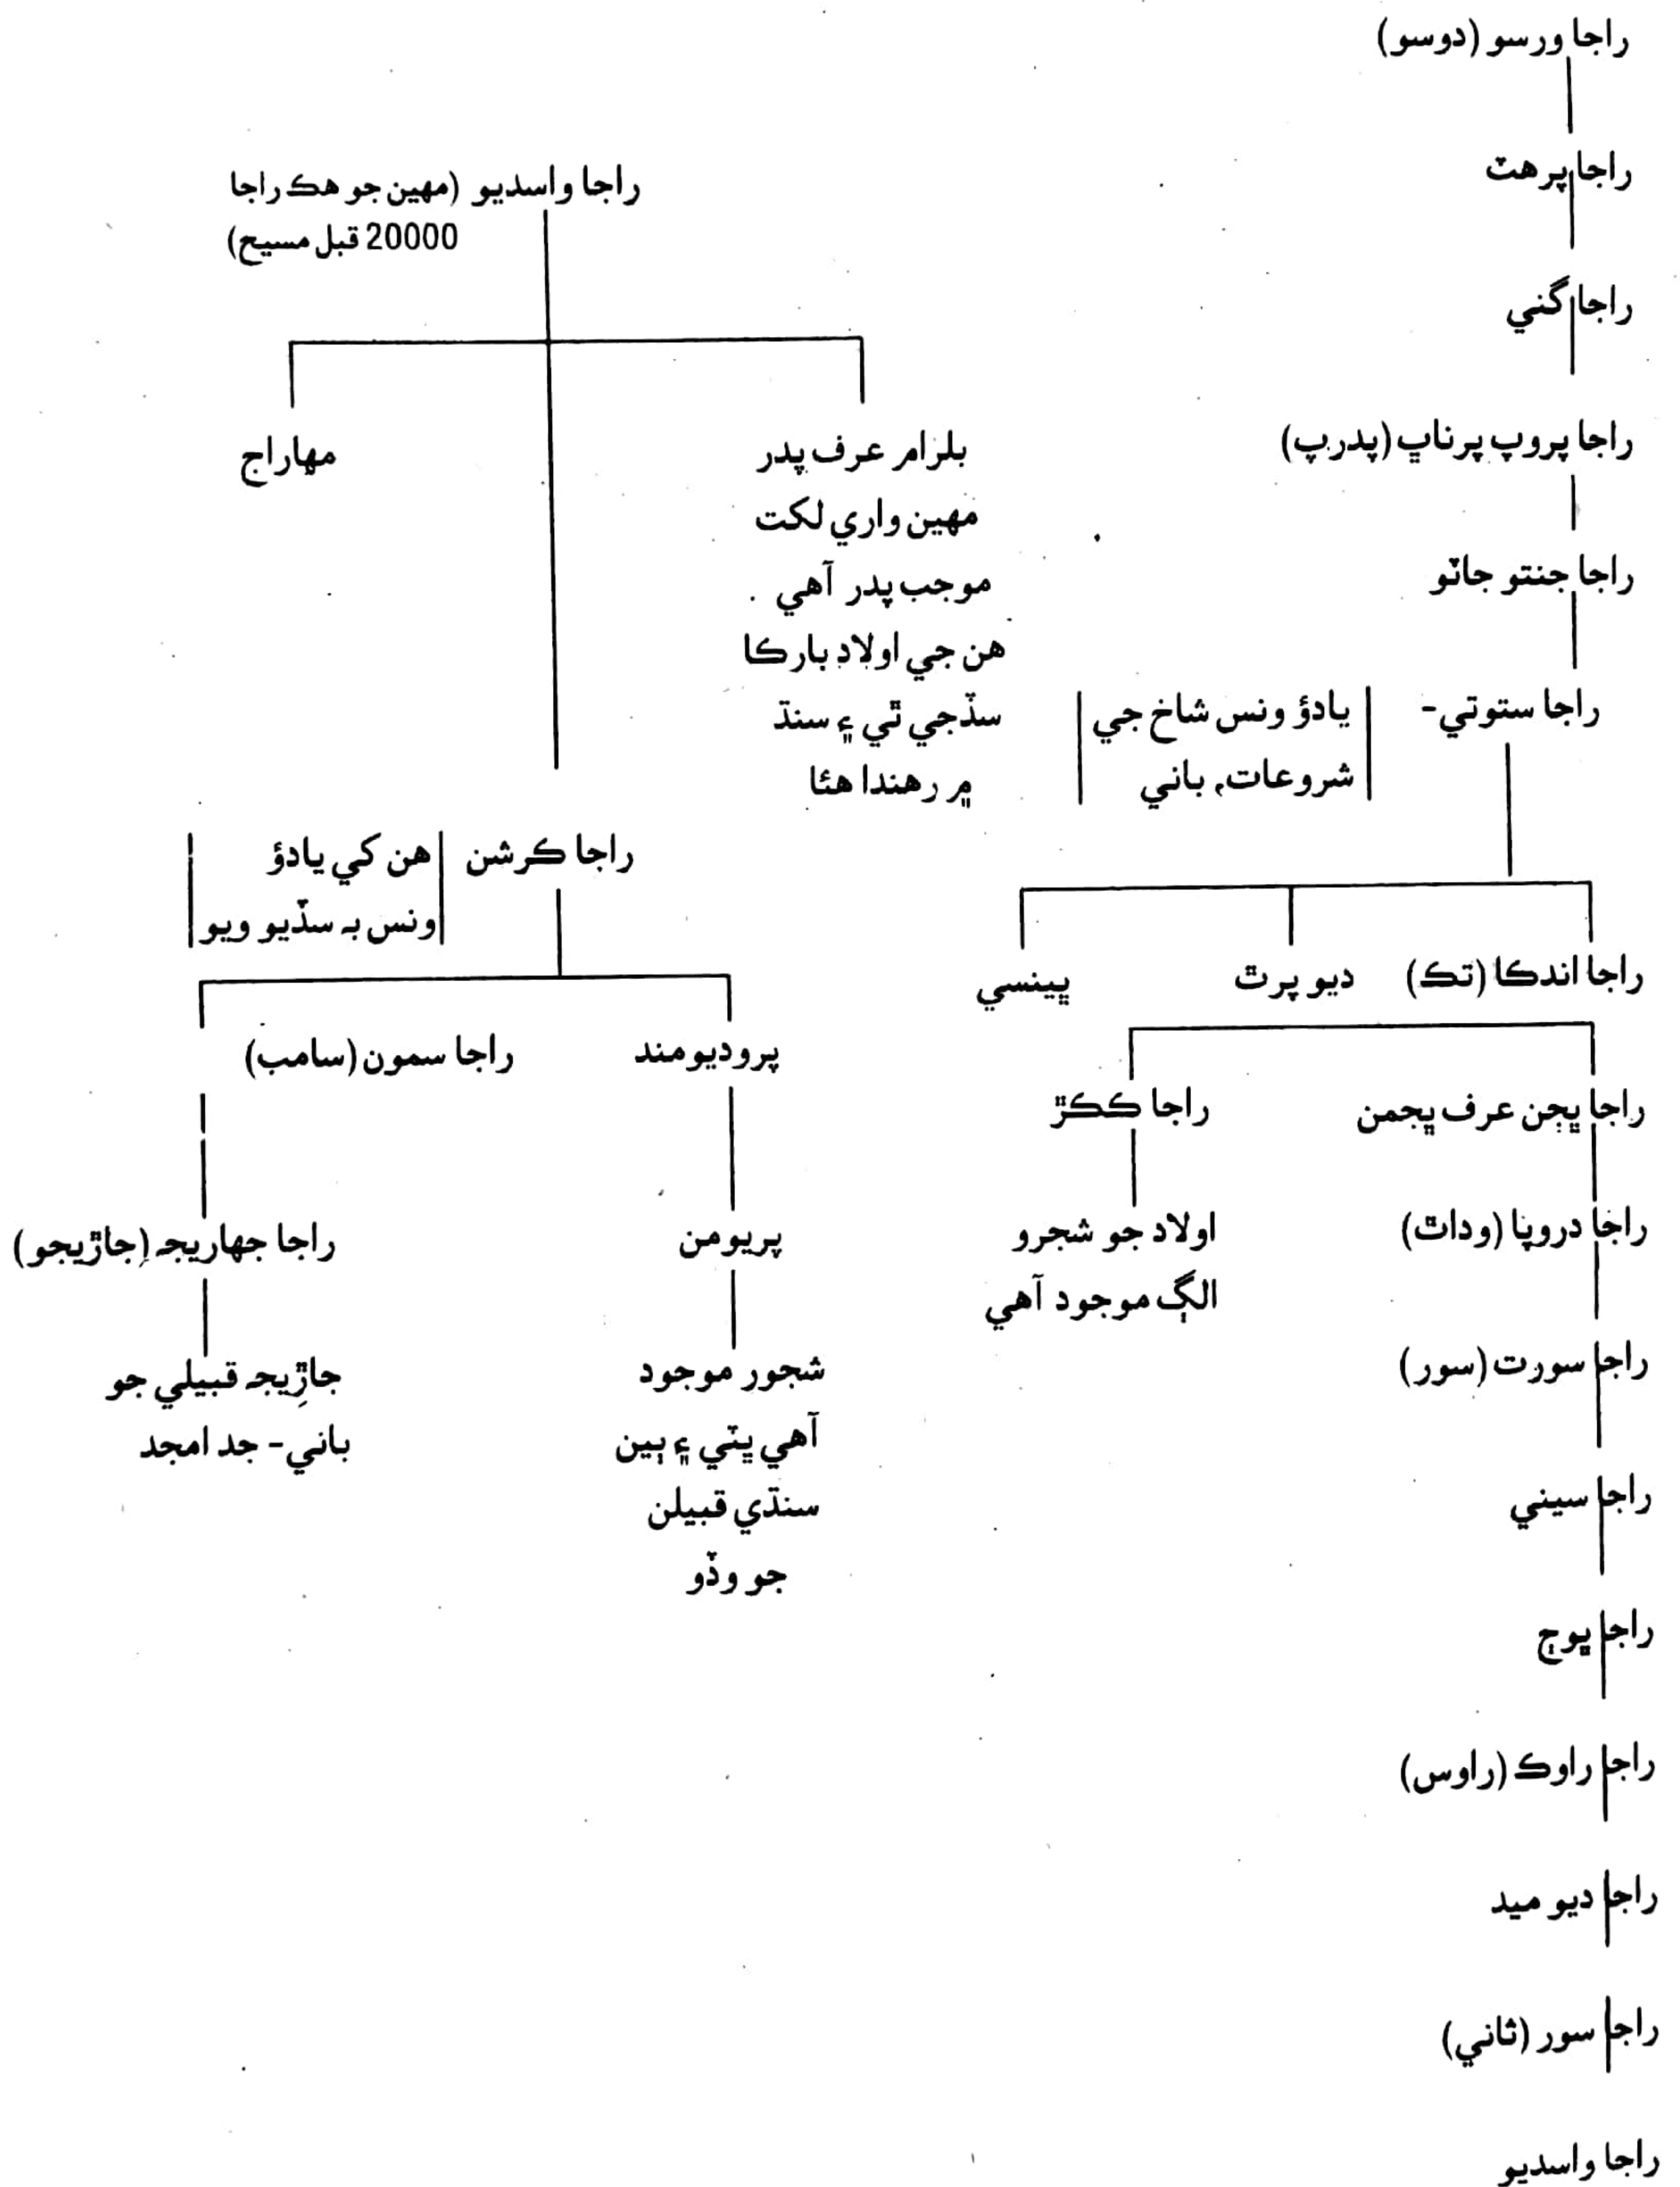 راجا ورسو (دوسو)
راجا پرهٽ
راجا گني
راجا پروپ پرناپ (پدرپ)
راجا جنتو جاٽو
راجا ستوتي-
يادؤ ونس شاخ جي
شروعات، باني
راجا اندڪا (تڪ)
ديو پرٿ
ڀينسي
راجا ڀڄن عرف ڀڄمن
راجا ڪڪڙ
راجا دروپا (وداٿ)
اولاد جو شجرو
الڳ موجود آهي
راجا سورت (سور)
راجا سيني
راجا ڀوڄ
راجا راوڪ (راوس)
راجا ديو ميد
راجا سور (ثاني)
راجا واسديو
راجا واسديو (مهين جو هڪ راجا
20000 قبل مسيح)
بلرام عرف پدر
مهين واري لکت
موجب پدر آهي .
هن جي اولاد بارڪا
سڏجي ٿي ۽ سنڌ
۾ رهندا هئا
مهاراج
راجا ڪرشن
هن کي يادؤ
ونس به سڏيو ويو
پروديومند
راجا سمون (سامب)
پريومن
راجا جهاريجه (جاڙيجو)
شجور موجود
آهي ڀٽي ۽ ٻين
سنڌي قبيلن
جو وڏو
جاڙيجه قبيلي جو
باني- جد امجد